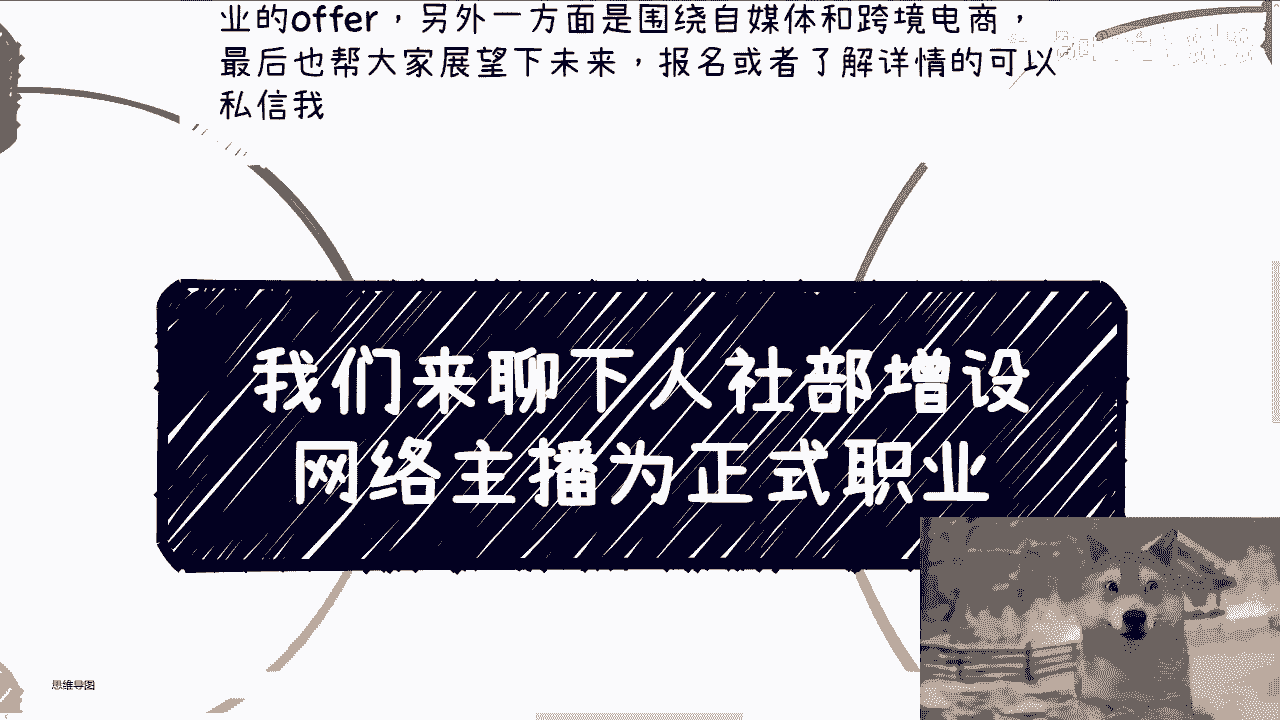 业的offer，另外一方面是围绕自媒体和跨境电商，
最后也帮大家展望下未来，报名或者了解详情的可以
私信我
我们来聊下人社部增设
网络主播为正式职业
思维导图